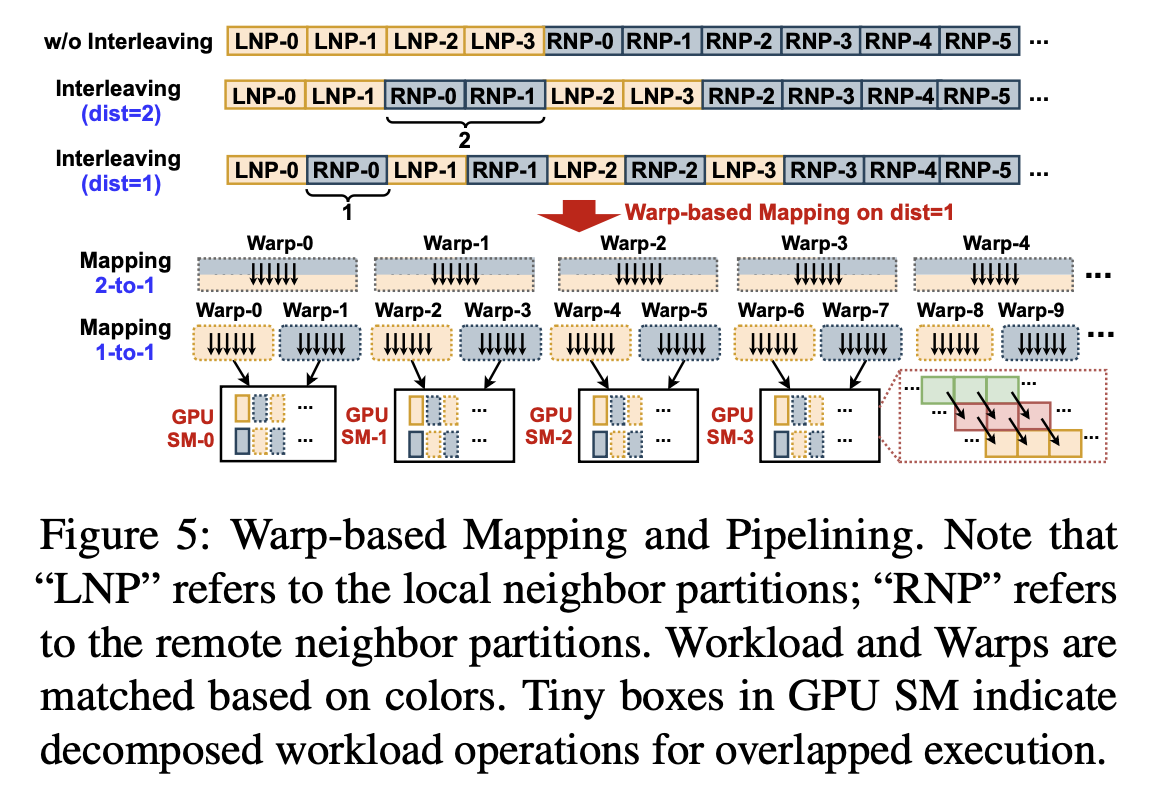 w/o Interleaving LNP-0 LNP-1 LNP-2 LNP-3 RNP-0 RNP-1 RNP-2 RNP-3 RNP-4 RNP-5 ...
Interleaving
(dist=2)
LNP-0 LNP-1 RNP-0 RNP-1 LNP-2 LNP-3 RNP-2 RNP-3 RNP-4 RNP-5 ...
2
Interleaving
(dist=1)
LNP-0 RNP-0 LNP-1 RNP-1 LNP-2 RNP-2 LNP-3 RNP-3 RNP-4 RNP-5 ...
1
Warp-based Mapping on dist=1
Warp-0 Warp-1 Warp-2 Warp-3 Warp-4
Mapping
2-to-1
...
Warp-0 Warp-1 Warp-2 Warp-3 Warp-4 Warp-5 Warp-6 Warp-7 Warp-8 Warp-9
Mapping
1-to-1
...
GPU
SM-0
... ...
GPU
SM-1
... ...
GPU
SM-2
... ...
GPU
SM-3
... ...
... ...
... ...
... ...
Figure 5: Warp-based Mapping and Pipelining. Note that
“LNP” refers to the local neighbor partitions; “RNP” refers
to the remote neighbor partitions. Workload and Warps are
matched based on colors. Tiny boxes in GPU SM indicate
decomposed workload operations for overlapped execution.